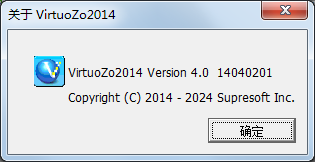 关于 VirtuoZo2014
VirtuoZo2014 Version 4.0  14040201
Copyright (C) 2014 - 2024 Supresoft Inc.
确定